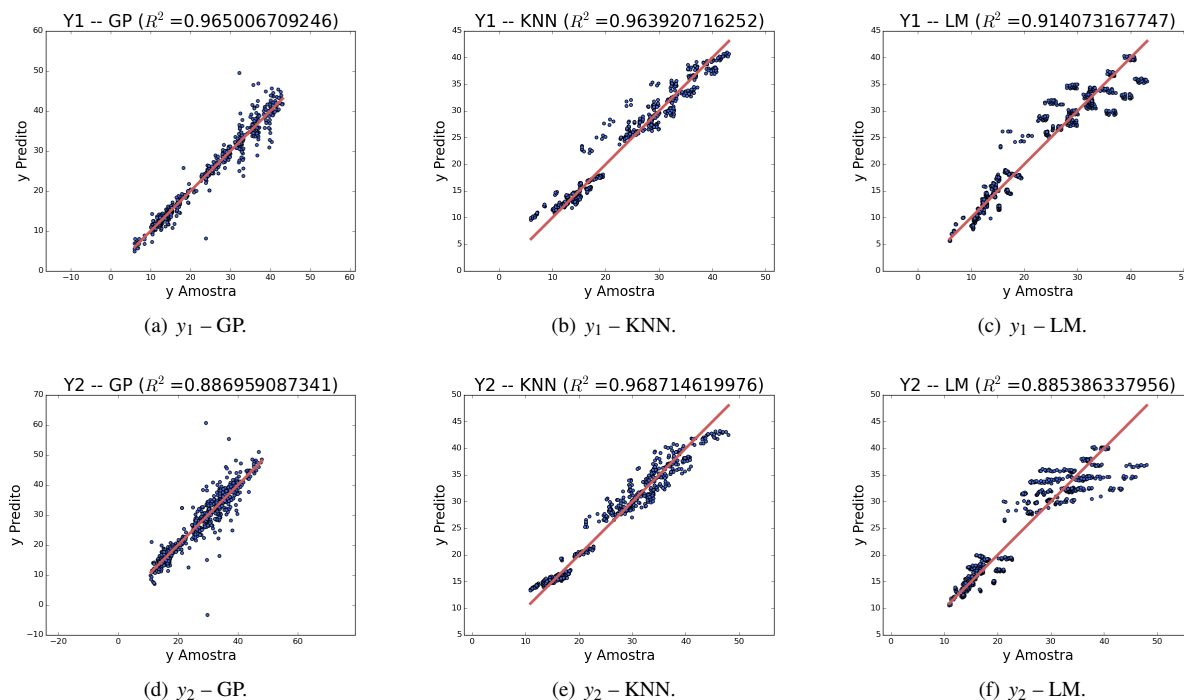 Y1 -- GP (R² =0.965006709246)
60
50
40
30
20
10
0
y Predito
−10 0 10 20 30 40 50 60
y Amostra
(a) y₁ – GP.
Y1 -- KNN (R² =0.963920716252)
45
40
35
30
25
20
15
10
5
0
y Predito
0 10 20 30 40 50
y Amostra
(b) y₁ – KNN.
Y1 -- LM (R² =0.914073167747)
45
40
35
30
25
20
15
10
5
0
y Predito
0 10 20 30 40 50
y Amostra
(c) y₁ – LM.
Y2 -- GP (R² =0.886959087341)
70
60
50
40
30
20
10
0
−10
y Predito
−20 0 20 40 60
y Amostra
(d) y₂ – GP.
Y2 -- KNN (R² =0.968714619976)
50
45
40
35
30
25
20
15
10
5
y Predito
0 10 20 30 40 50
y Amostra
(e) y₂ – KNN.
Y2 -- LM (R² =0.885386337956)
50
45
40
35
30
25
20
15
10
5
y Predito
0 10 20 30 40 50
y Amostra
(f) y₂ – LM.